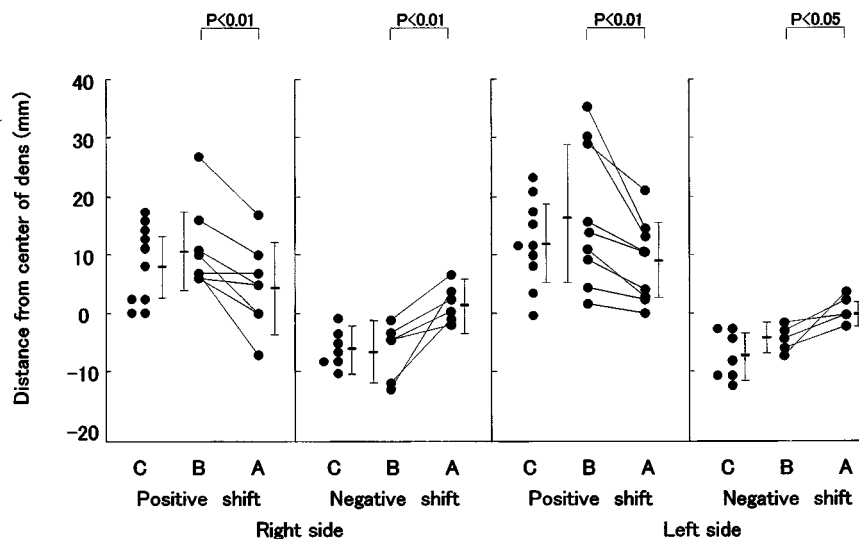 P<0.01 P<0.01 P<0.01 P<0.05
Distance from center of dens (mm)
40
30
20
10
0
-10
-20
C B A C B A C B A C B A
Positive shift Negative shift Positive shift Negative shift
Right side Left side